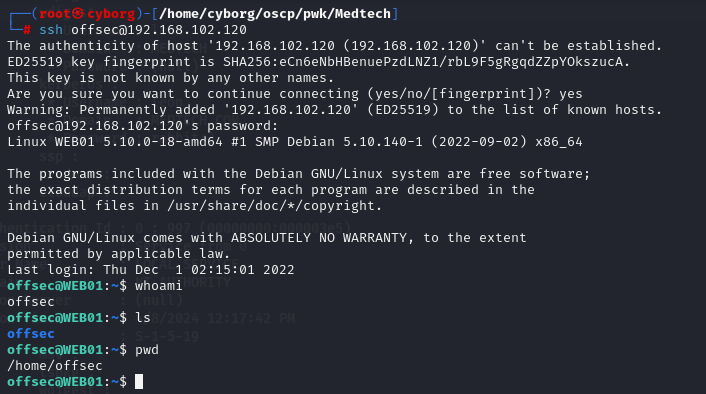 ┌──(root㉿cyborg)-[/home/cyborg/oscp/pwk/Medtech]
└─# ssh offsec@192.168.102.120
The authenticity of host '192.168.102.120 (192.168.102.120)' can't be established.
ED25519 key fingerprint is SHA256:eCn6eNbHBenuePzdLNZ1/rbL9F5gRgqdZZpYOkszucA.
This key is not known by any other names.
Are you sure you want to continue connecting (yes/no/[fingerprint])? yes
Warning: Permanently added '192.168.102.120' (ED25519) to the list of known hosts.
offsec@192.168.102.120's password:
Linux WEB01 5.10.0-18-amd64 #1 SMP Debian 5.10.140-1 (2022-09-02) x86_64
The programs included with the Debian GNU/Linux system are free software;
the exact distribution terms for each program are described in the
individual files in /usr/share/doc/*/copyright.
Debian GNU/Linux comes with ABSOLUTELY NO WARRANTY, to the extent
permitted by applicable law.
Last login: Thu Dec  1 02:15:01 2022
offsec@WEB01:~$ whoami
offsec
offsec@WEB01:~$ ls
offsec
offsec@WEB01:~$ pwd
/home/offsec
offsec@WEB01:~$